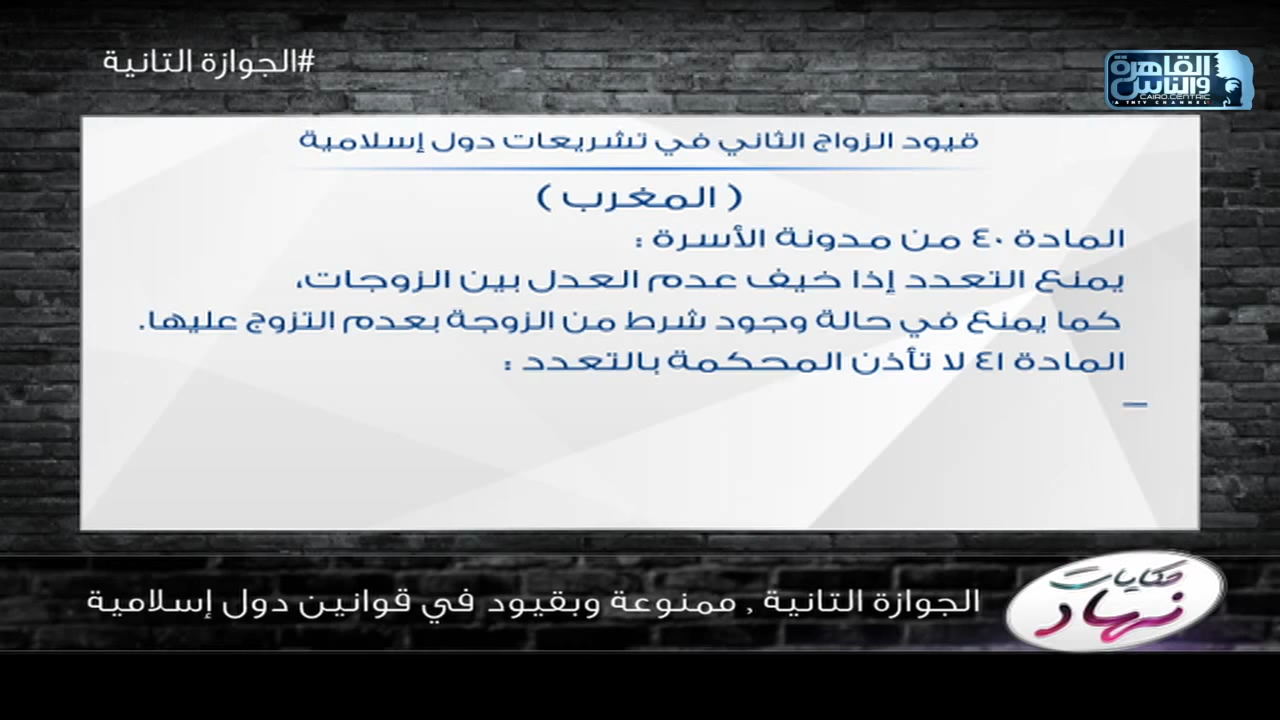 #الجوازة التانية
القاهرة
والناس
CAIRO.CENTRIC
A TNTV CHANNEL
قيود الزواج الثاني في تشريعات دول إسلامية
( المغرب )
المادة ٤٠ من مدونة الأسرة :
يمنع التعدد إذا خيف عدم العدل بين الزوجات،
كما يمنع في حالة وجود شرط من الزوجة بعدم التزوج عليها.
المادة ٤١ لا تأذن المحكمة بالتعدد :
–
حكايات
نهاد
الجوازة التانية , ممنوعة وبقيود في قوانين دول إسلامية